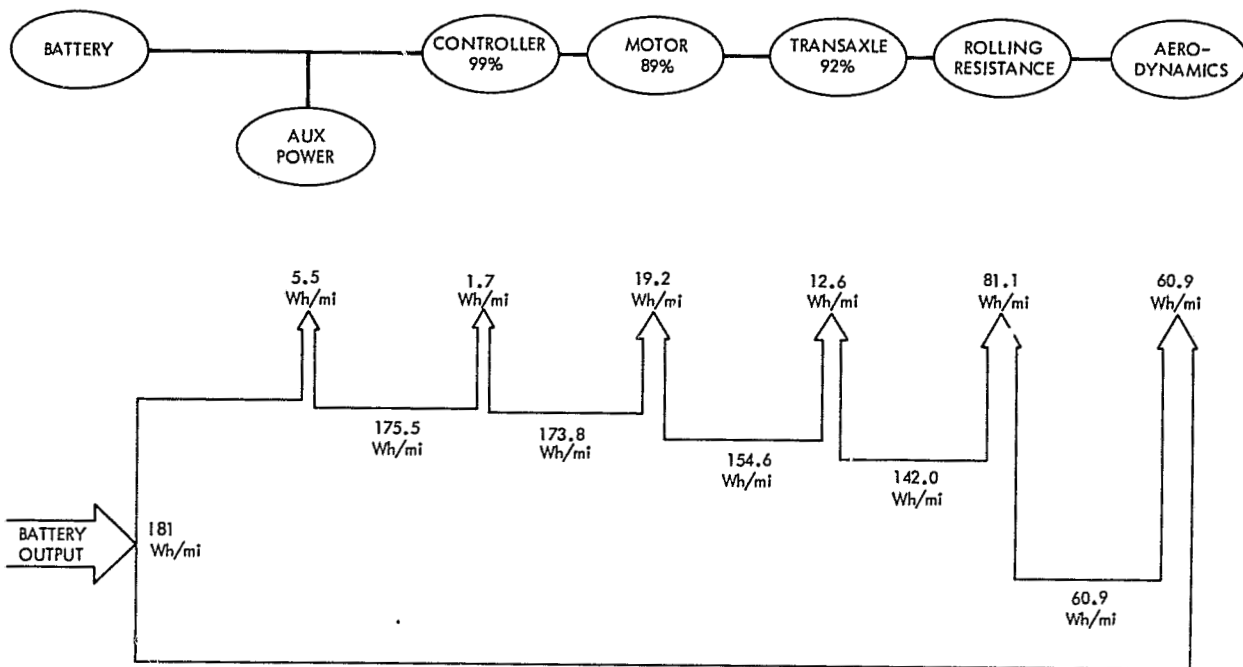 BATTERY
CONTROLLER
99%
MOTOR
89%
TRANSAXLE
92%
ROLLING
RESISTANCE
AERO-
DYNAMICS
AUX
POWER
5.5
Wh/mi
1.7
Wh/mi
19.2
Wh/mi
12.6
Wh/mi
81.1
Wh/mi
60.9
Wh/mi
175.5
Wh/mi
173.8
Wh/mi
154.6
Wh/mi
142.0
Wh/mi
BATTERY
OUTPUT
181
Wh/mi
60.9
Wh/mi